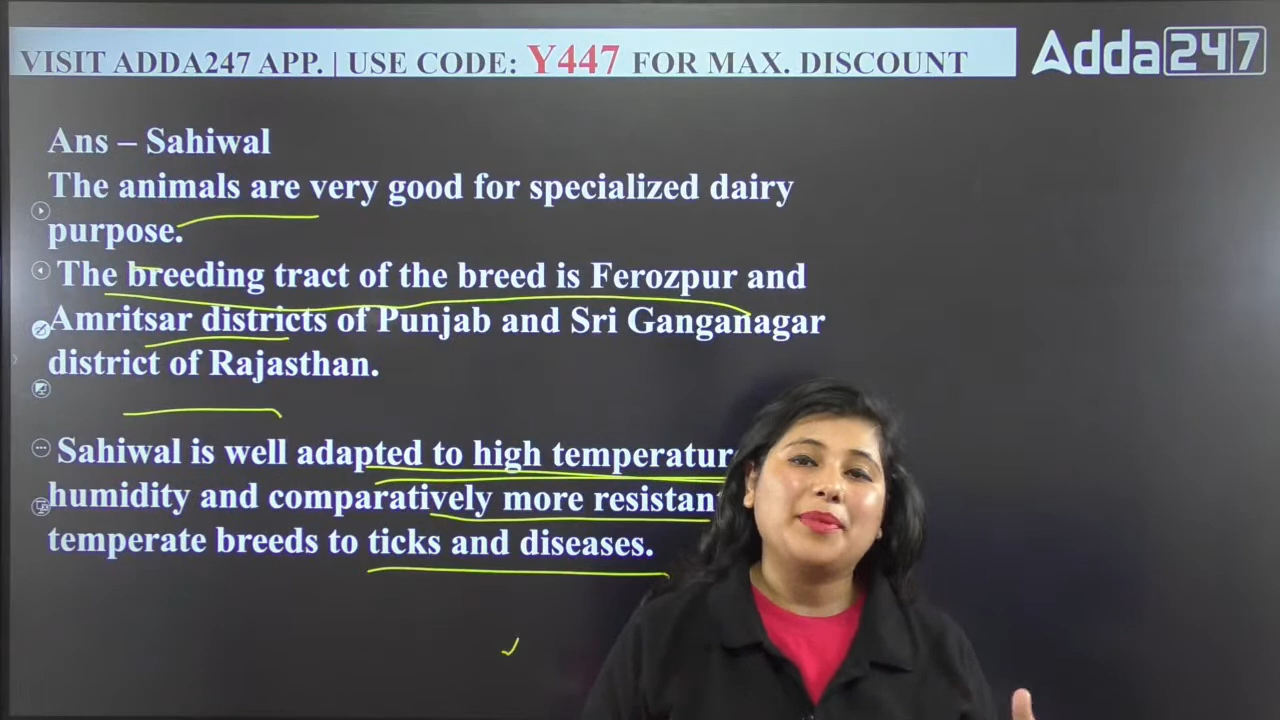 VISIT ADDA247 APP. | USE CODE: Y447 FOR MAX. DISCOUNT
Adda247
Ans – Sahiwal
The animals are very good for specialized dairy
purpose.
The breeding tract of the breed is Ferozpur and
Amritsar districts of Punjab and Sri Ganganagar
district of Rajasthan.
Sahiwal is well adapted to high
humidity and comparatively more
temperate breeds to ticks and diseases.